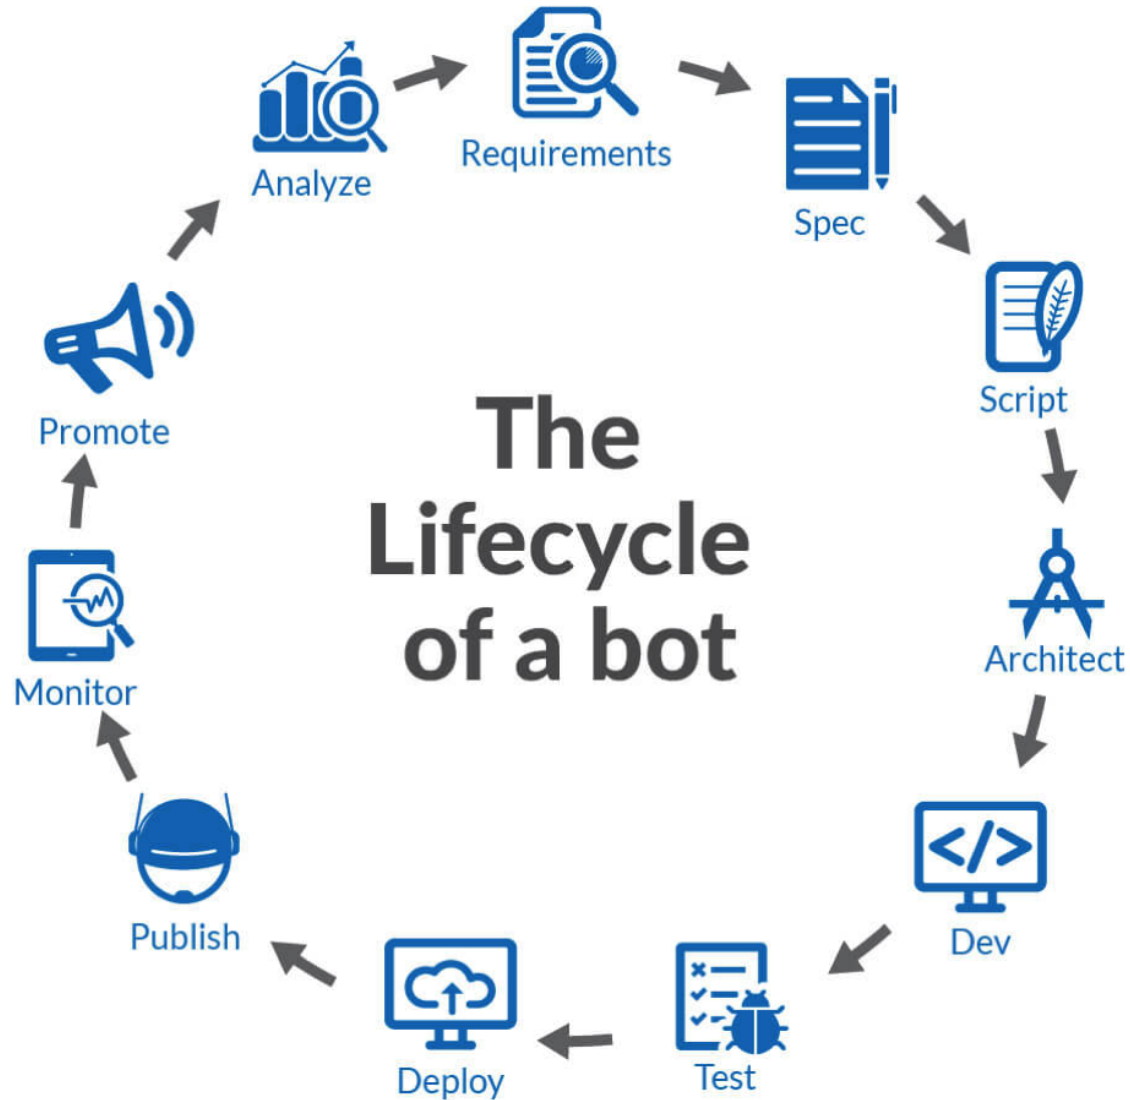 The
Lifecycle
of a bot
Requirements
Spec
Script
Architect
Dev
Test
Deploy
Publish
Monitor
Promote
Analyze